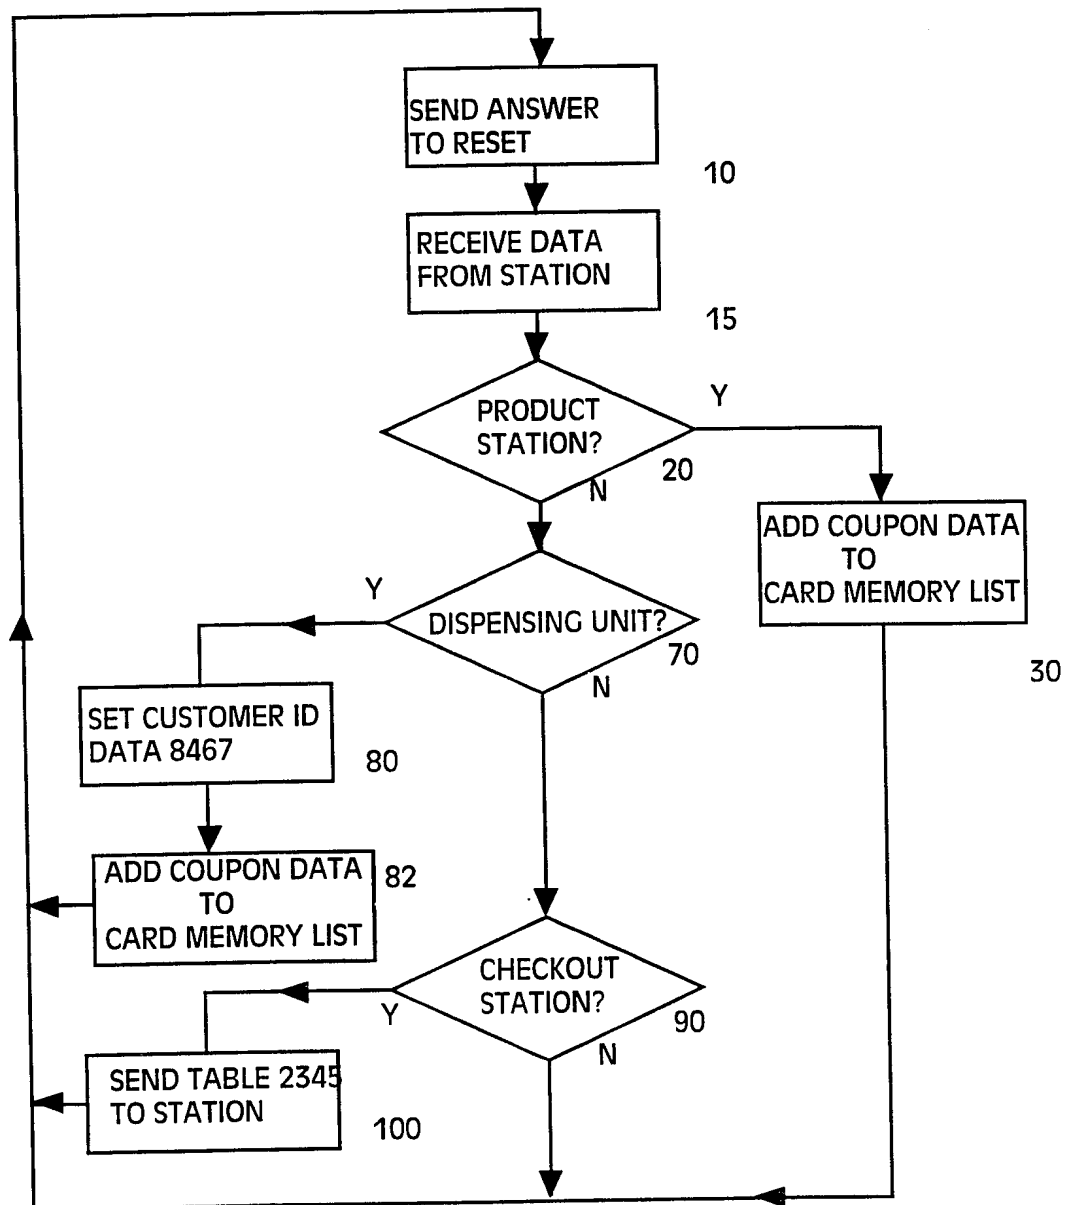 SEND ANSWER
TO RESET
10
RECEIVE DATA
FROM STATION
15
PRODUCT
STATION?
Y
20
N
ADD COUPON DATA
TO
CARD MEMORY LIST
30
DISPENSING UNIT?
Y
70
N
SET CUSTOMER ID
DATA 8467
80
ADD COUPON DATA
TO
CARD MEMORY LIST
82
CHECKOUT
STATION?
Y
90
N
SEND TABLE 2345
TO STATION
100